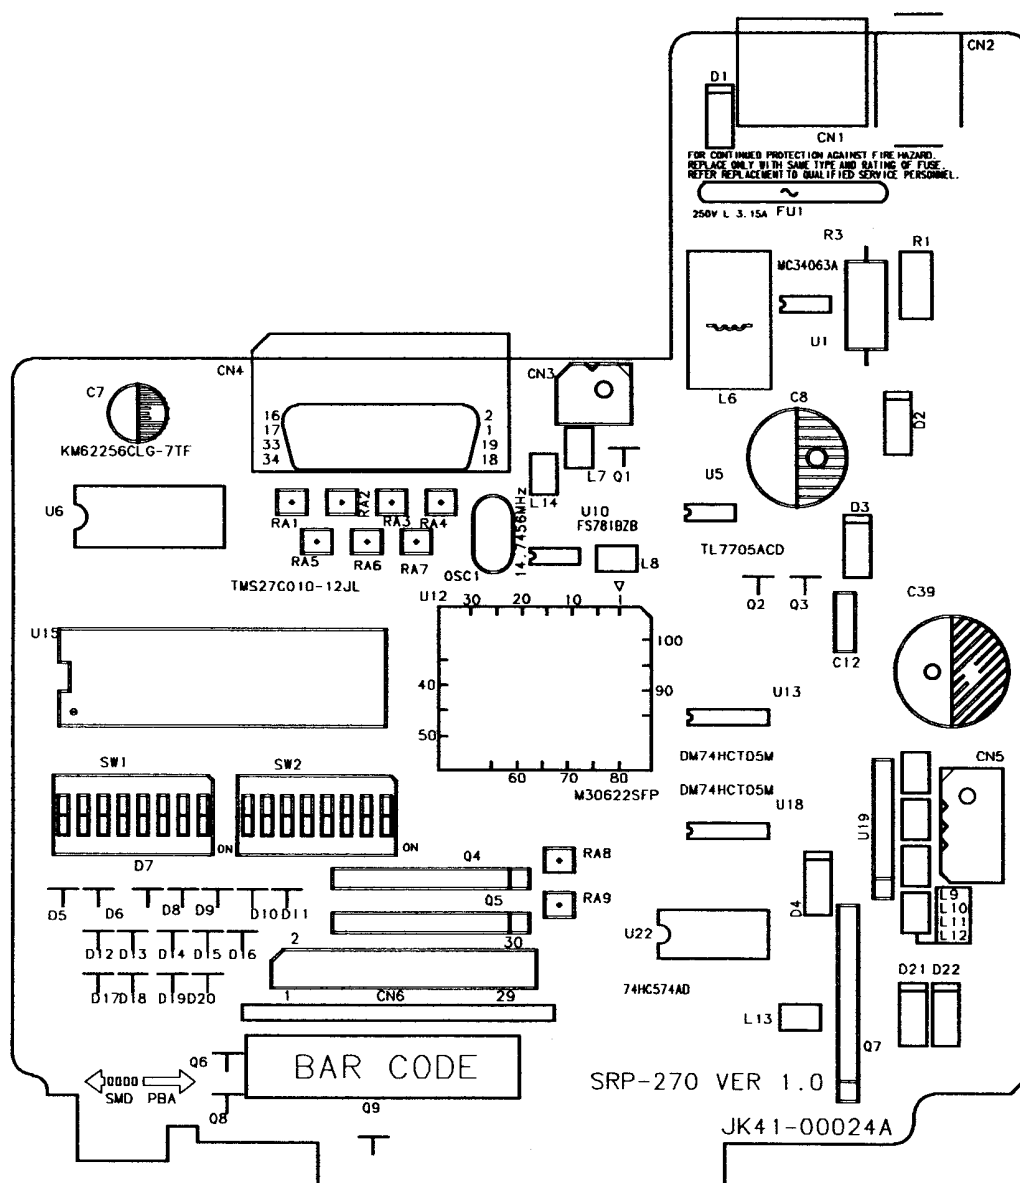 CN2
D1
CN1
FOR CONTINUED PROTECTION AGAINST FIRE HAZARD.
REPLACE ONLY WITH SAME TYPE AND RATING OF FUSE.
REFER REPLACEMENT TO QUALIFIED SERVICE PERSONNEL.
~
250V L 3.15A FU1
R3
R1
MC34063A
U1
CN4
CN3
C7
L6
C8
D2
16
17
33
34
2
1
19
18
KM62256CLG-7TF
L7
Q1
U5
U6
L14
RA1
RA2
RA3
RA4
14.7456MHz
U10
FS781BZB
D3
RA5
RA6
RA7
OSC1
L8
TL7705ACD
TMS27C010-12JL
U12
30
20
10
1
Q2
Q3
C39
U15
100
C12
40
90
U13
50
SW1
SW2
60
70
80
DM74HCT05M
CN5
M30622SFP
DM74HCT05M
U18
U19
ON
ON
D7
Q4
RA8
D5
D6
D8
D9
D10
D11
Q5
RA9
D4
L9
L10
L11
L12
U22
D12
D13
D14
D15
D16
2
30
D17
D18
D19
D20
1
CN6
29
74HC574AD
D21
D22
L13
Q7
Q6
BAR CODE
SMD PBA
SRP-270 VER 1.0
Q8
Q9
JK41-00024A